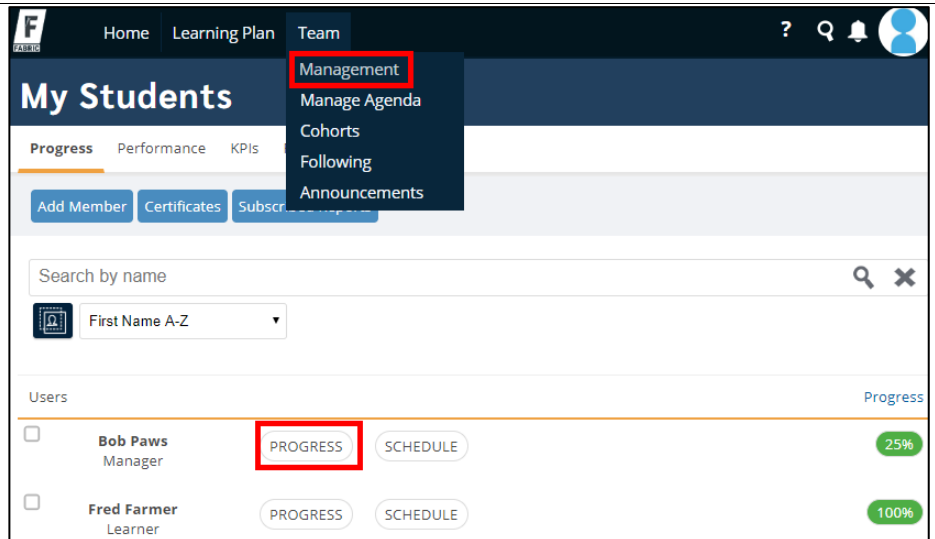 F
FABRIC
Home Learning Plan Team ?
Management
My Students
Manage Agenda
Cohorts
Progress Performance KPIs
Following
Announcements
Add Member Certificates
Search by name
First Name A-Z
Users Progress
Bob Paws PROGRESS SCHEDULE 25%
Manager
Fred Farmer PROGRESS SCHEDULE 100%
Learner